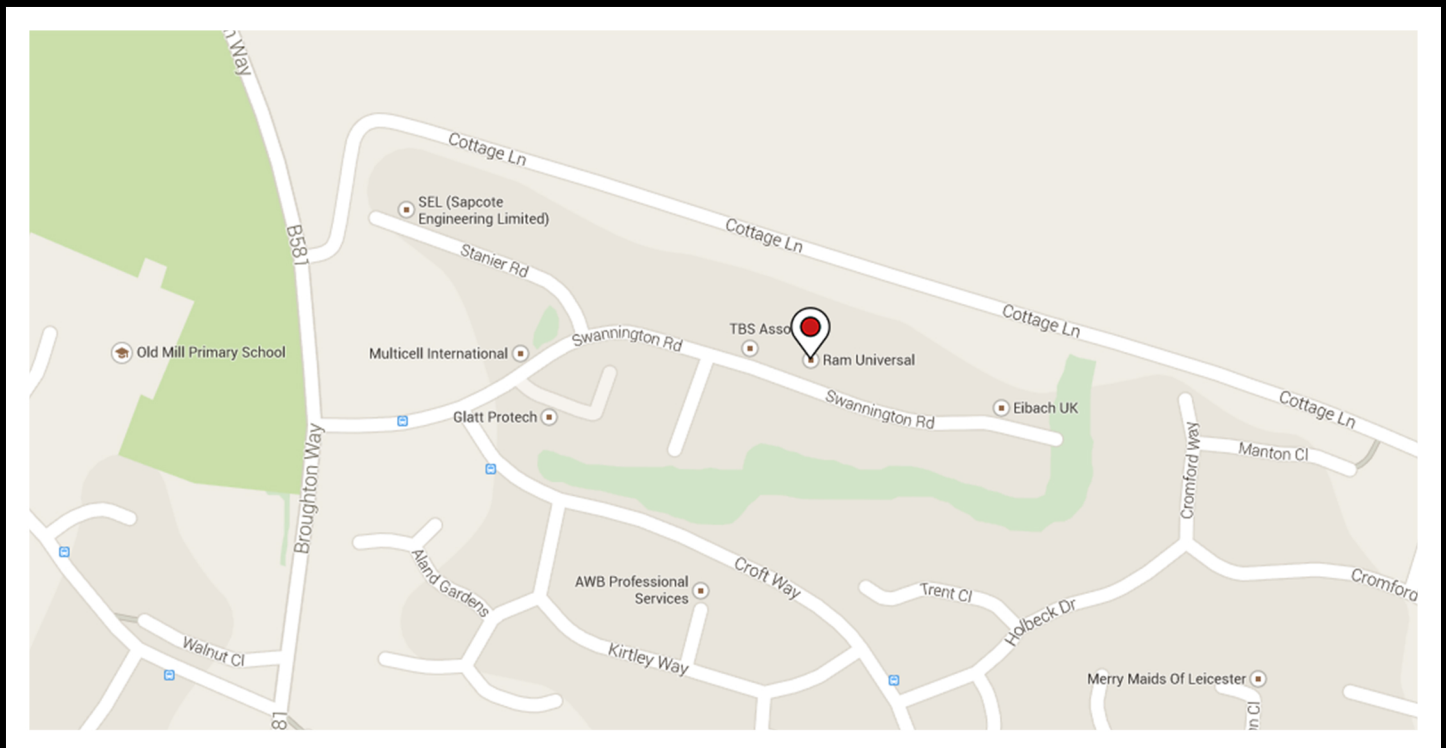 Way
Cottage Ln
SEL (Sapcote
Engineering Limited)
Cottage Ln
B581
Stanier Rd
Cottage Ln
TBS Asso
Swannington Rd
Old Mill Primary School
Multicell International
Ram Universal
Swannington Rd
Eibach UK
Cottage Ln
Glatt Protech
Manton Cl
Cromford Way
Broughton Way
Aland Gardens
Croft Way
AWB Professional
Services
Trent Cl
Cromford
Holbeck Dr
Walnut Cl
Kirtley Way
Merry Maids Of Leicester
81
n Cl